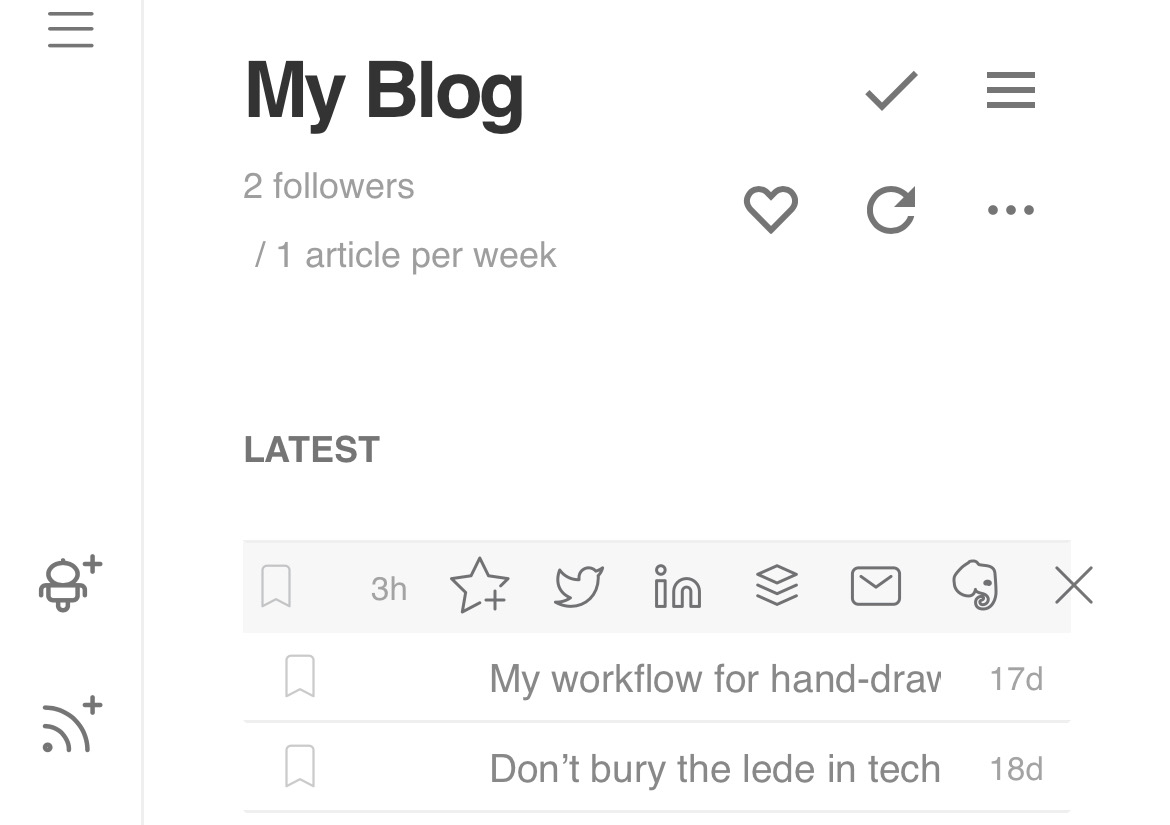 My Blog
2 followers
/ 1 article per week
LATEST
3h
My workflow for hand-draw 17d
Don’t bury the lede in tech 18d